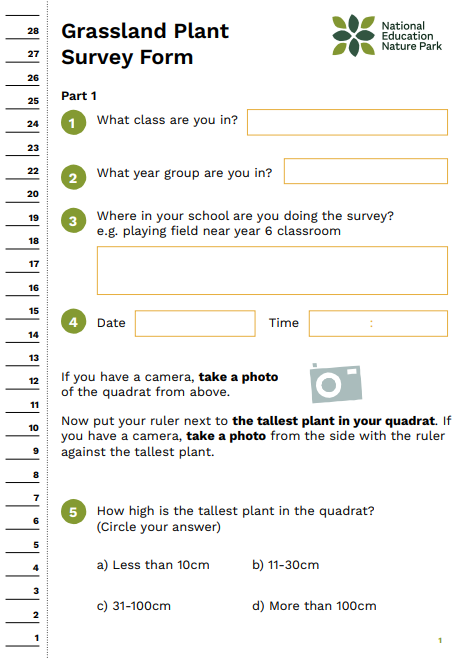 28
27
26
25
24
23
22
20
19
18
17
16
15
14
13
12
11
10
9
8
7
6
5
4
3
2
1
Grassland Plant
Survey Form
National
Education
Nature Park
Part 1
1 What class are you in?
2 What year group are you in?
3 Where in your school are you doing the survey?
e.g. playing field near year 6 classroom
4 Date Time :
If you have a camera, take a photo
of the quadrat from above.
Now put your ruler next to the tallest plant in your quadrat. If
you have a camera, take a photo from the side with the ruler
against the tallest plant.
5 How high is the tallest plant in the quadrat?
(Circle your answer)
a) Less than 10cm b) 11-30cm
c) 31-100cm d) More than 100cm
1